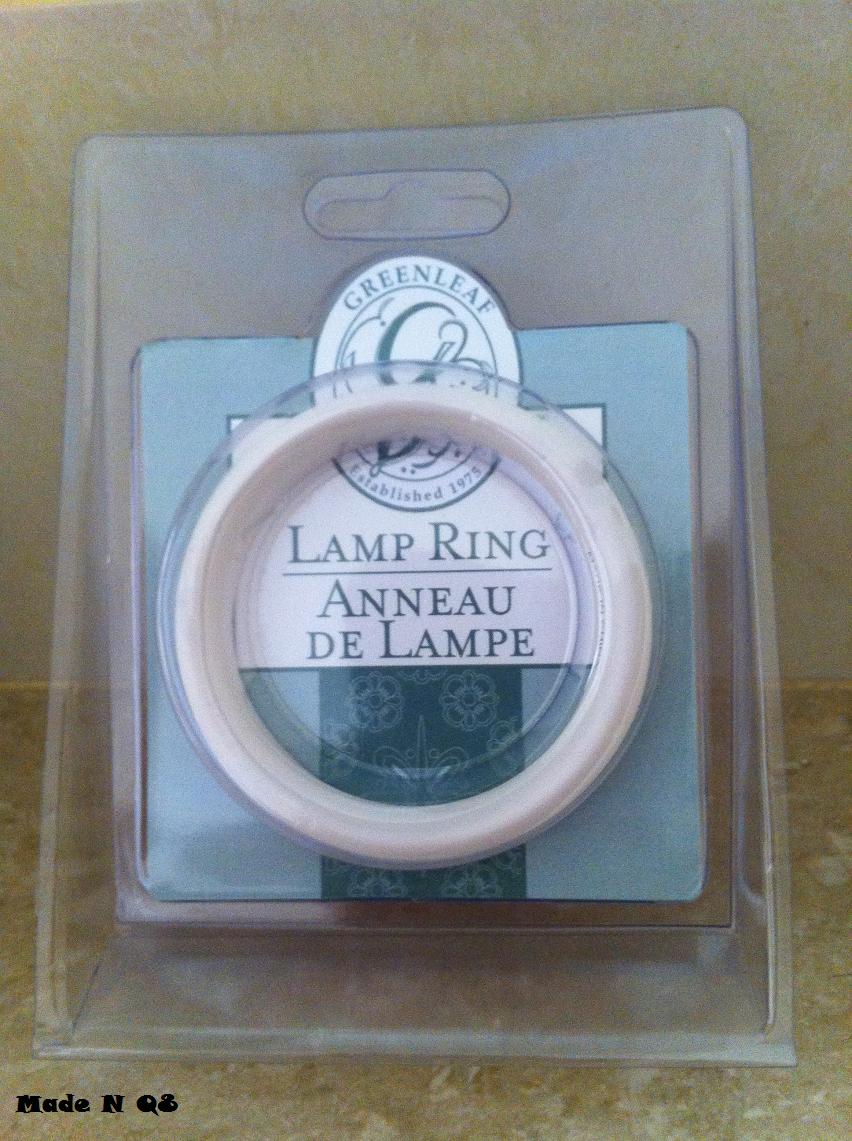 GREENLEAF
Established 1975
LAMP RING
ANNEAU
DE LAMPE
Made N Q8